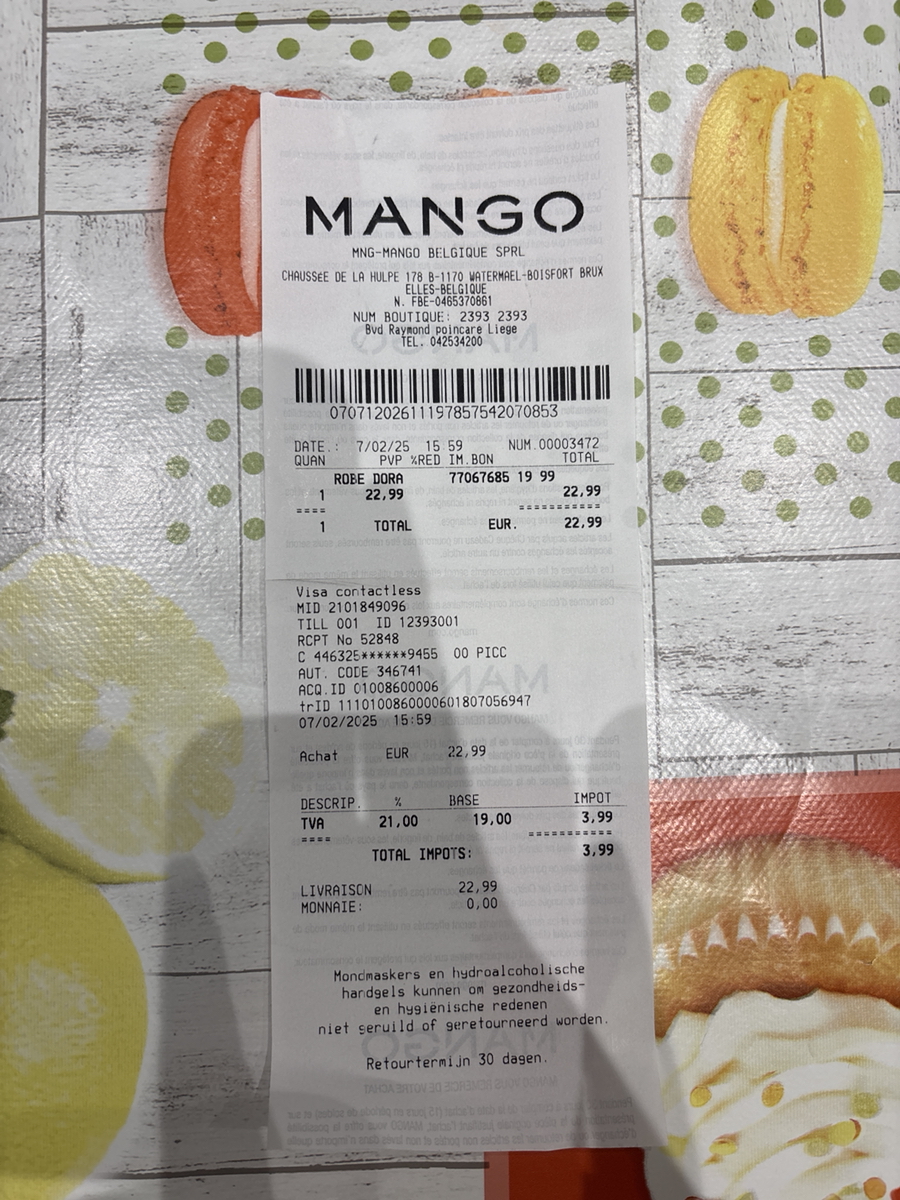 MANGO
MNG-MANGO BELGIQUE SPRL
CHAUSSéE DE LA HULPE 178 B-1170 WATERMAEL-BOISFORT BRUX
ELLES-BELGIQUE
N. FBE-0465370861
NUM BOUTIQUE: 2393 2393
Bvd Raymond poincare Liege
TEL. 042534200
07071202611197857542070853
DATE.: 7/02/25 15:59 NUM.00003472
QUAN PVP %RED IM.BON TOTAL
ROBE DORA 77067685 19 99
1 22,99 22,99
==== ===========
1 TOTAL EUR. 22,99
Visa contactless
MID 2101849096
TILL 001 ID 12393001
RCPT No 52848
C 446325******9455 00 PICC
AUT. CODE 346741
ACQ.ID 01008600006
trID 1110100860000601807056947
07/02/2025 15:59
Achat EUR 22,99
DESCRIP. % BASE IMPOT
TVA 21,00 19,00 3,99
==== ===========
TOTAL IMPOTS: 3,99
LIVRAISON 22,99
MONNAIE: 0,00
Mondmaskers en hydroalcoholische
handgels kunnen om gezondheids-
en hygiënische redenen
niet geruild of geretourneerd worden.
Retourtermijn 30 dagen.